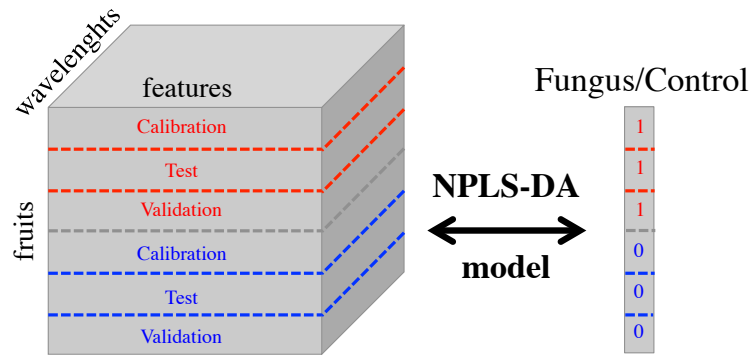 wavelenghts
features
Fungus/Control
fruits
Calibration
Test
Validation
Calibration
Test
Validation
NPLS-DA
model
1
1
1
0
0
0